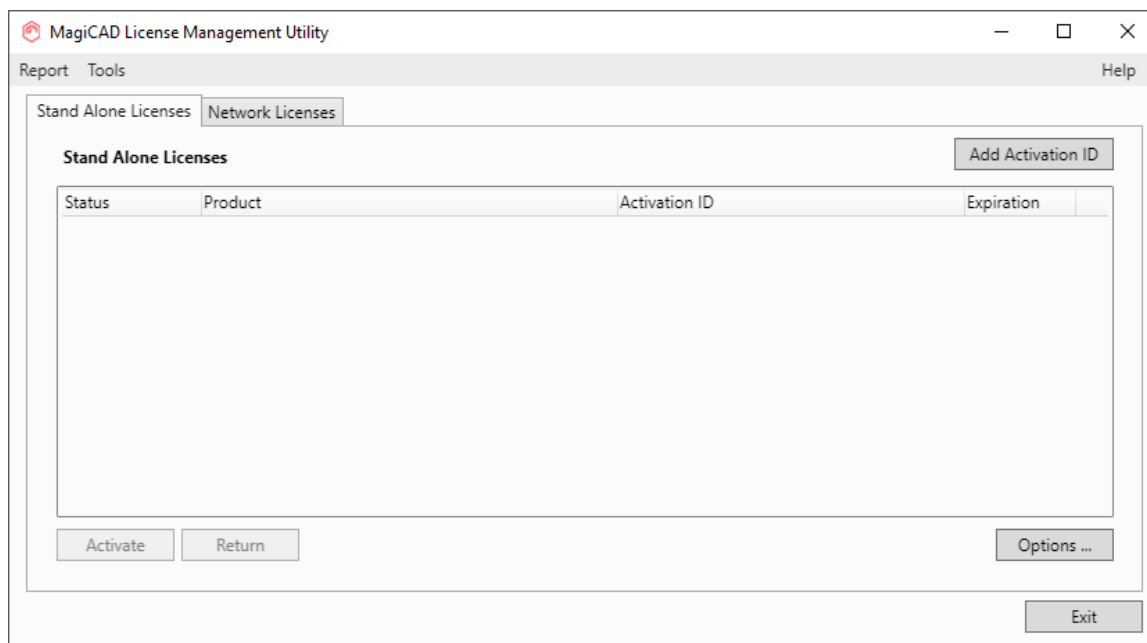 MagiCAD License Management Utility
Report Tools Help
Stand Alone Licenses Network Licenses
Stand Alone Licenses Add Activation ID
Status Product Activation ID Expiration
Activate Return Options ...
Exit